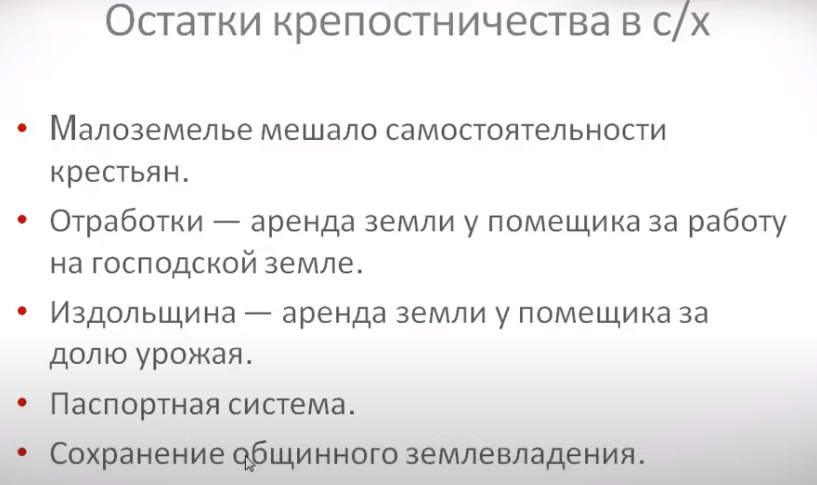 Остатки крепостничества в с/х
• Малоземелье мешало самостоятельности
крестьян.
• Отработки — аренда земли у помещика за работу
на господской земле.
• Издольщина — аренда земли у помещика за
долю урожая.
• Паспортная система.
• Сохранение общинного землевладения.